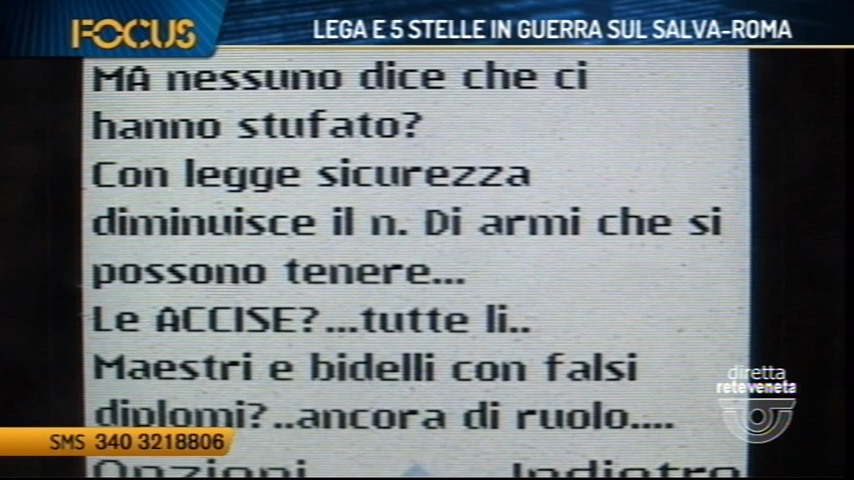 FOCUS
LEGA E 5 STELLE IN GUERRA SUL SALVA-ROMA
MA nessuno dice che ci
hanno stufato?
Con legge sicurezza
diminuisce il n. Di armi che si
possono tenere...
Le ACCISE?...tutte li..
Maestri e bidelli con falsi
diplomi?..ancora di ruolo....
diretta
reteveneta
SMS 340 3218806
Opzioni Indietro